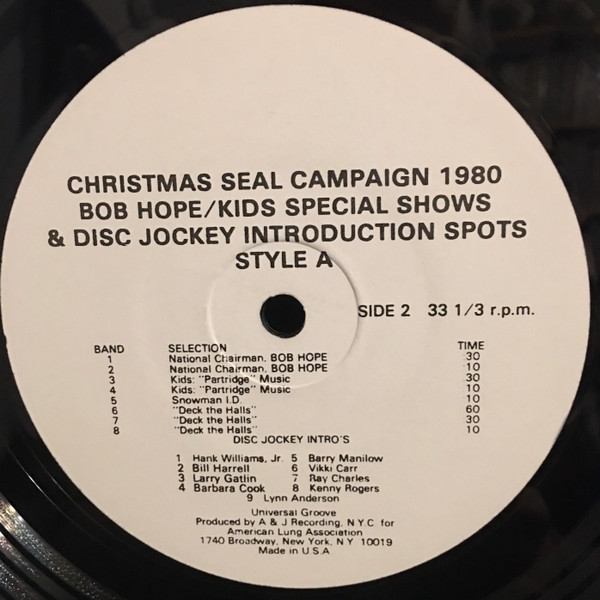 CHRISTMAS SEAL CAMPAIGN 1980
BOB HOPE/KIDS SPECIAL SHOWS
& DISC JOCKEY INTRODUCTION SPOTS
STYLE A
SIDE 2 33 1/3 r.p.m.
BAND SELECTION TIME
1 National Chairman, BOB HOPE :30
2 National Chairman, BOB HOPE :10
3 Kids: "Partridge" Music :30
4 Kids: "Partridge" Music :10
5 Snowman I.D. :10
6 "Deck the Halls" :60
7 "Deck the Halls" :30
8 "Deck the Halls" :10
DISC JOCKEY INTRO'S
1 Hank Williams, Jr. 5 Barry Manilow
2 Bill Harrell 6 Vikki Carr
3 Larry Gatlin 7 Ray Charles
4 Barbara Cook 8 Kenny Rogers
9 Lynn Anderson
Universal Groove
Produced by A & J Recording, N.Y.C. for
American Lung Association
1740 Broadway, New York, N.Y. 10019
Made in U.S.A.